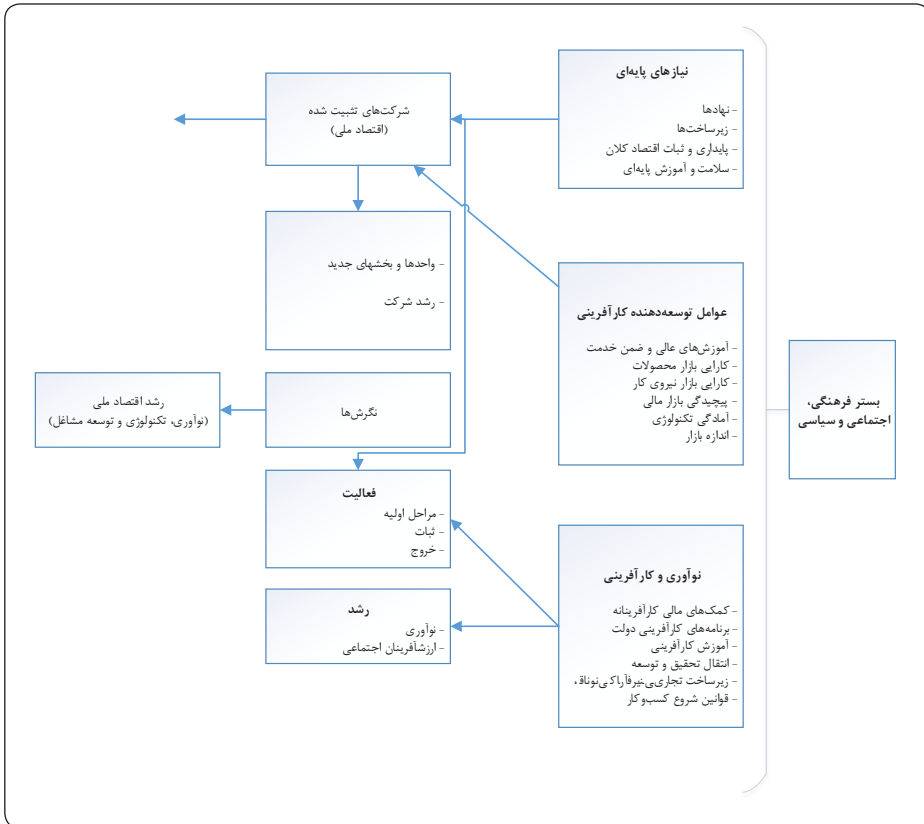 بستر فرهنگی،
اجتماعی و سیاسی
نیازهای پایه‌ای
- نهادها
- زیرساخت‌ها
- پایداری و ثبات اقتصاد کلان
- سلامت و آموزش پایه‌ای
عوامل توسعه‌دهنده کارآفرینی
- آموزش‌های عالی و ضمن خدمت
- کارایی بازار محصولات
- کارایی بازار نیروی کار
- پیچیدگی بازار مالی
- آمادگی تکنولوژی
- اندازه بازار
نوآوری و کارآفرینی
- کمک‌های مالی کارآفرینانه
- برنامه‌های کارآفرینی دولت
- آموزش کارآفرینی
- انتقال تحقیق و توسعه
- زیرساخت تجاری
- قوانین شروع کسب‌وکار
شرکت‌های تثبیت شده
(اقتصاد ملی)
- واحدها و بخشهای جدید
- رشد شرکت
نگرش‌ها
فعالیت
- مراحل اولیه
- ثبات
- خروج
رشد
- نوآوری
- ارزشآفرینان اجتماعی
رشد اقتصاد ملی
(نوآوری، تکنولوژی و توسعه مشاغل)